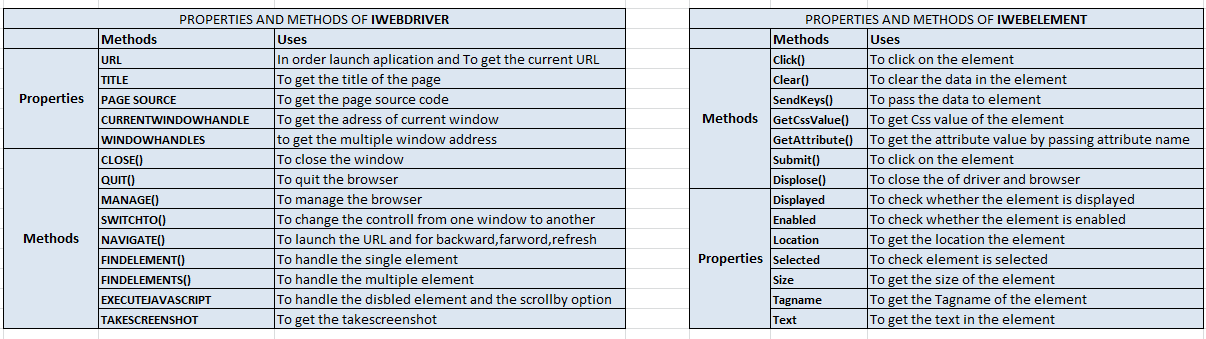 PROPERTIES AND METHODS OF IWEBDRIVER
Methods Uses
Properties
URL In order launch aplication and To get the current URL
TITLE To get the title of the page
PAGE SOURCE To get the page source code
CURRENTWINDOWHANDLE To get the adress of current window
WINDOWHANDLES to get the multiple window address
Methods
CLOSE() To close the window
QUIT() To quit the browser
MANAGE() To manage the browser
SWITCHTO() To change the controll from one window to another
NAVIGATE() To launch the URL and for backward,farword,refresh
FINDELEMENT() To handle the single element
FINDELEMENTS() To handle the multiple element
EXECUTEJAVASCRIPT To handle the disbled element and the scrollby option
TAKESCREENSHOT To get the takescreenshot
PROPERTIES AND METHODS OF IWEBELEMENT
Methods Uses
Methods
Click() To click on the element
Clear() To clear the data in the element
SendKeys() To pass the data to element
GetCssValue() To get Css value of the element
GetAttribute() To get the attribute value by passing attribute name
Submit() To click on the element
Displose() To close the of driver and browser
Properties
Displayed To check whether the element is displayed
Enabled To check whether the element is enabled
Location To get the location the element
Selected To check element is selected
Size To get the size of the element
Tagname To get the Tagname of the element
Text To get the text in the element